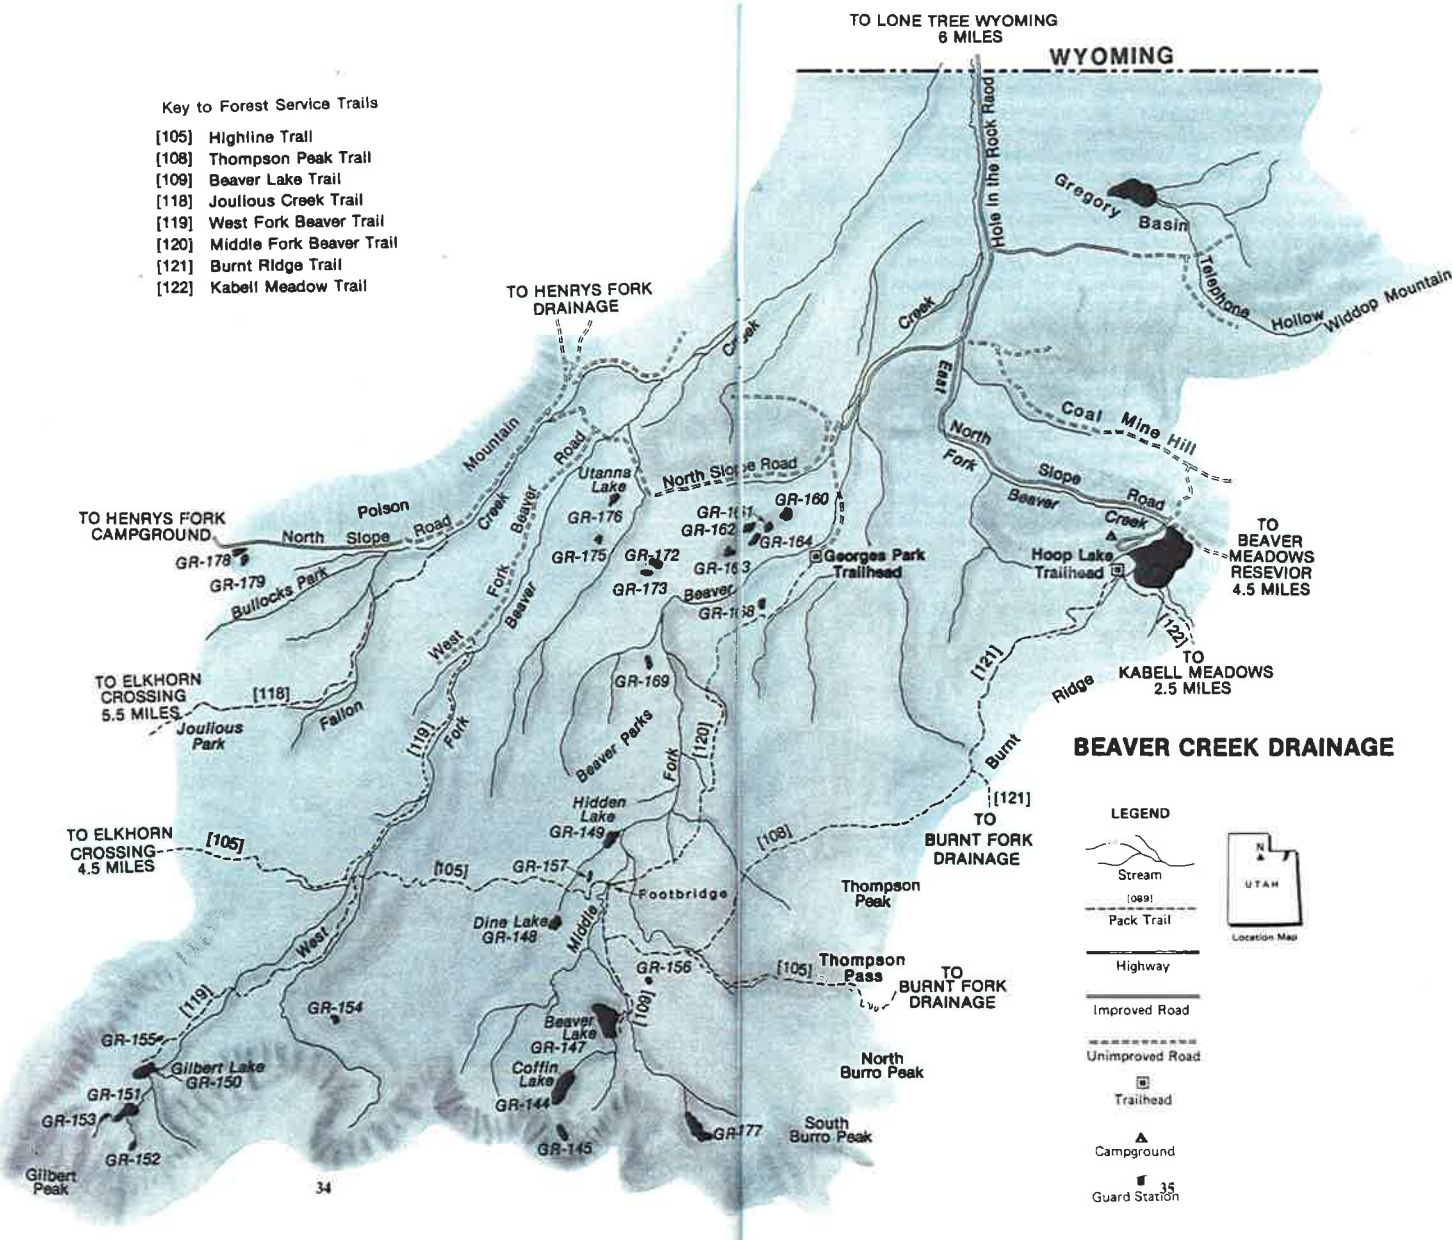 TO LONE TREE WYOMING
6 MILES
WYOMING
Key to Forest Service Trails
[105] Highline Trail
[108] Thompson Peak Trail
[109] Beaver Lake Trail
[118] Joulious Creek Trail
[119] West Fork Beaver Trail
[120] Middle Fork Beaver Trail
[121] Burnt Ridge Trail
[122] Kabell Meadow Trail
Hole in the Rock Raod
Gregory
Basin
Telephone
Hollow
Widdop Mountain
TO HENRYS FORK
DRAINAGE
Creek
Creek
East
Coal Mine Hill
North
Slope
Road
Fork
Beaver
Creek
Mountain
Poison
Road
Beaver
Creek
Utanna
Lake
GR-176
North Slope Road
GR-160
GR-161
GR-162
GR-164
GR-163
TO HENRYS FORK
CAMPGROUND
North Slope Road
GR-178
GR-179
Bullocks Park
GR-175
GR-172
GR-173
Georges Park
Trailhead
Hoop Lake
Trailhead
TO
BEAVER
MEADOWS
RESEVIOR
4.5 MILES
Beaver
GR-168
Fork
Beaver
West
[122]
TO
KABELL MEADOWS
2.5 MILES
[121]
Ridge
Burnt
TO ELKHORN
CROSSING
5.5 MILES
[118]
Joulious
Park
Fallon
[119]
Fork
GR-169
Beaver Parks
[120]
Fork
BEAVER CREEK DRAINAGE
[121]
TO
BURNT FORK
DRAINAGE
Hidden
Lake
GR-149
[108]
TO ELKHORN
CROSSING
4.5 MILES
[105]
[105]
GR-157
Footbridge
Thompson
Peak
Dine Lake
GR-148
Middle
West
[119]
GR-156
[105]
Thompson
Pass
TO
BURNT FORK
DRAINAGE
GR-154
[109]
Beaver
Lake
GR-147
GR-155
Gilbert Lake
GR-150
GR-151
GR-153
GR-152
Gilbert
Peak
Coffin
Lake
GR-144
GR-145
GR-177
North
Burro Peak
South
Burro Peak
LEGEND
Stream
[089]
Pack Trail
Highway
Improved Road
Unimproved Road
Trailhead
Campground
Guard Station
N
UTAH
Location Map
34
35